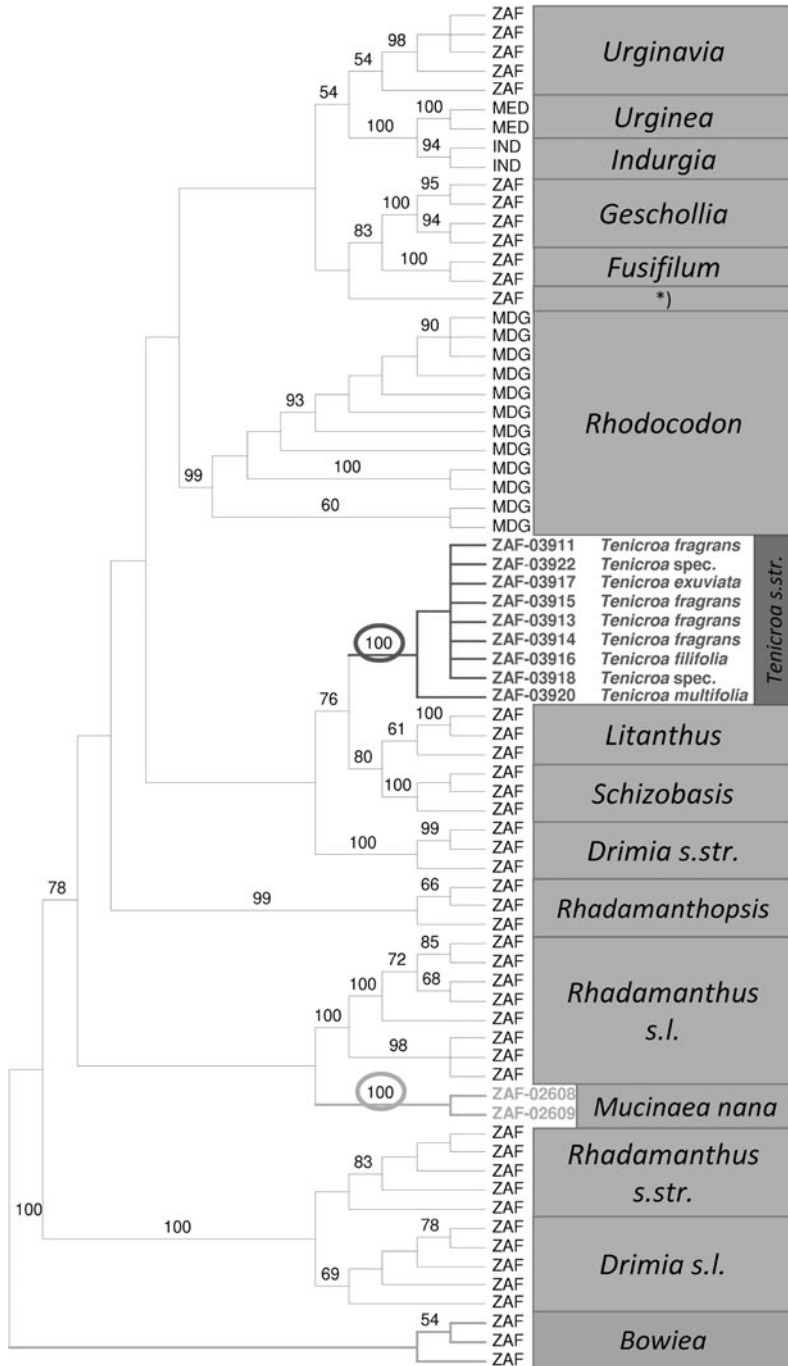 ZAF
98
ZAF
54
ZAF
Urginavia
54
ZAF
ZAF
100
MED
Urginea
100
MED
94
IND
Indurgia
IND
95
ZAF
100
ZAF
Geschollia
94
ZAF
83
ZAF
100
ZAF
Fusifilum
ZAF
ZAF
*)
MDG
90
MDG
MDG
MDG
MDG
93
MDG
Rhodocodon
MDG
MDG
99
100
MDG
MDG
60
MDG
MDG
ZAF-03911 Tenicroa fragrans
ZAF-03922 Tenicroa spec.
ZAF-03917 Tenicroa exuviata
ZAF-03915 Tenicroa fragrans
ZAF-03913 Tenicroa fragrans
100
ZAF-03914 Tenicroa fragrans
ZAF-03916 Tenicroa filifolia
ZAF-03918 Tenicroa spec.
ZAF-03920 Tenicroa multifolia
Tenicroa s.str.
76
100
ZAF
61
ZAF
Litanthus
80
ZAF
100
ZAF
ZAF
Schizobasis
ZAF
99
ZAF
100
ZAF
Drimia s.str.
ZAF
78
66
ZAF
99
ZAF
Rhadamanthopsis
ZAF
85
ZAF
72
ZAF
100
68
ZAF
Rhadamanthus
100
ZAF
s.l.
ZAF
98
ZAF
ZAF
ZAF
100
ZAF-02608
Mucinaea nana
ZAF-02609
ZAF
ZAF
83
ZAF
Rhadamanthus
ZAF
s.str.
ZAF
100
100
78
ZAF
ZAF
Drimia s.l.
69
ZAF
ZAF
ZAF
54
ZAF
ZAF
Bowiea
ZAF